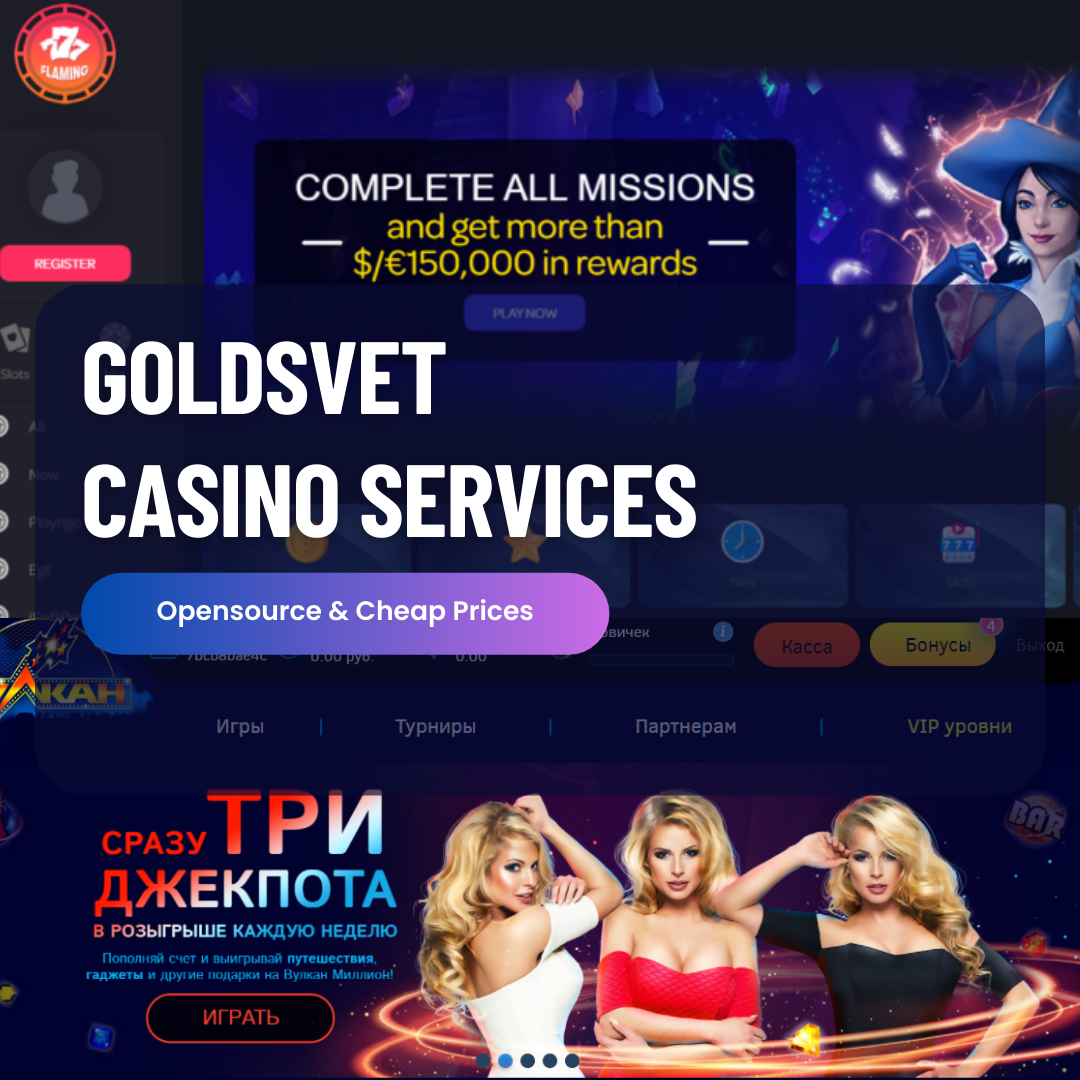 777
FLAMING
COMPLETE ALL MISSIONS
and get more than
$/€150,000 in rewards
REGISTER
PLAY NOW
Slots
GOLDSVET
All
New
CASINO SERVICES
Playngo
Egt
New
Slots
Opensource & Cheap Prices
овичек
i
4
0.00 руб.
0.00
Касса
Бонусы
Выход
Игры | Турниры | Партнерам | VIP уровни
СРАЗУ ТРИ
ДЖЕКПОТА
В РОЗЫГРЫШЕ КАЖДУЮ НЕДЕЛЮ
Пополняй счет и выигрывай путешествия,
гаджеты и другие подарки на Вулкан Миллион!
ИГРАТЬ
BAR